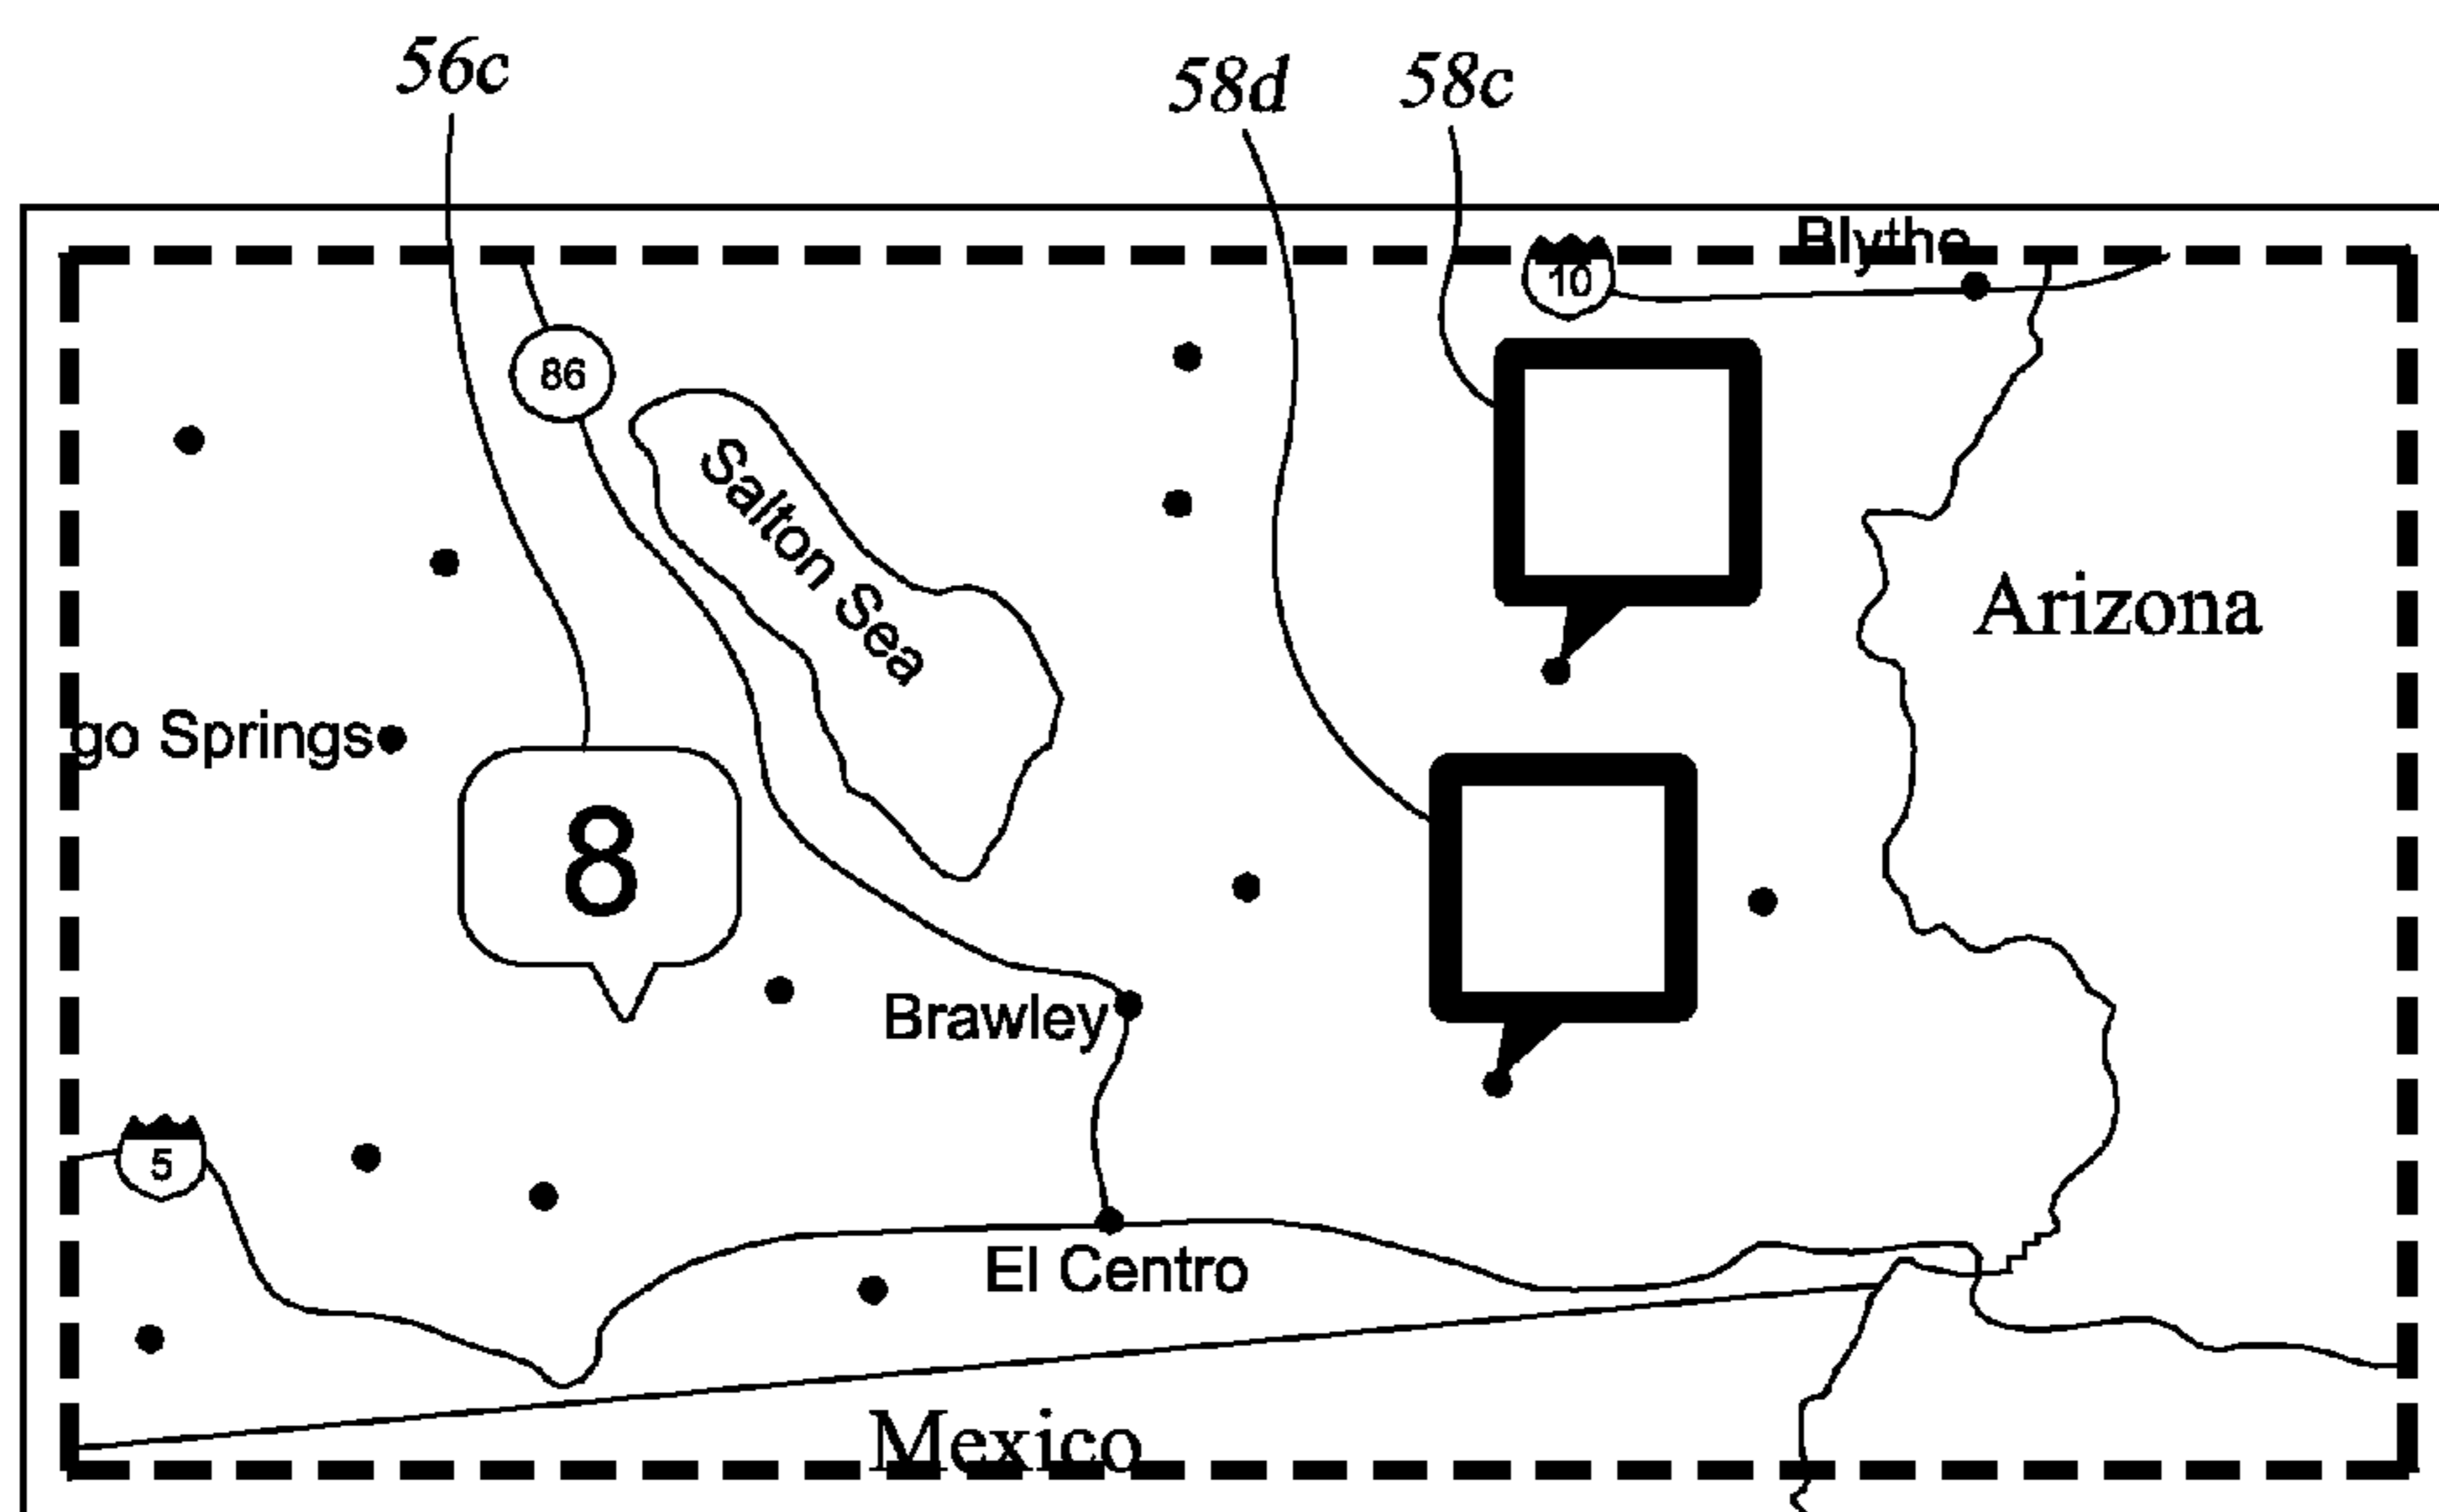 56c
58d
58c
Blythe
10
86
Salton Sea
Arizona
go Springs
8
Brawley
5
El Centro
Mexico